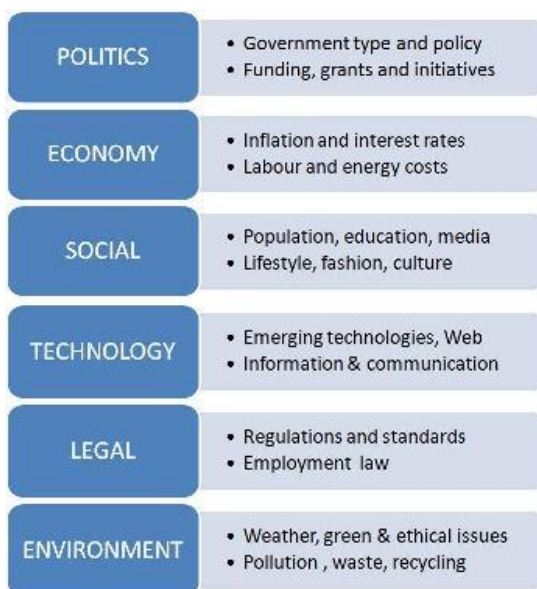 POLITICS
• Government type and policy
• Funding, grants and initiatives
ECONOMY
• Inflation and interest rates
• Labour and energy costs
SOCIAL
• Population, education, media
• Lifestyle, fashion, culture
TECHNOLOGY
• Emerging technologies, Web
• Information & communication
LEGAL
• Regulations and standards
• Employment law
ENVIRONMENT
• Weather, green & ethical issues
• Pollution , waste, recycling